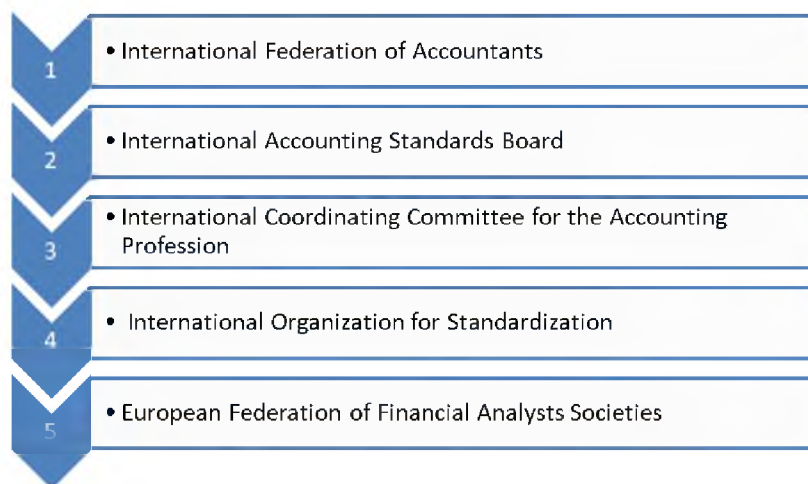 1
• International Federation of Accountants
2
• International Accounting Standards Board
3
• International Coordinating Committee for the Accounting
Profession
4
• International Organization for Standardization
5
• European Federation of Financial Analysts Societies